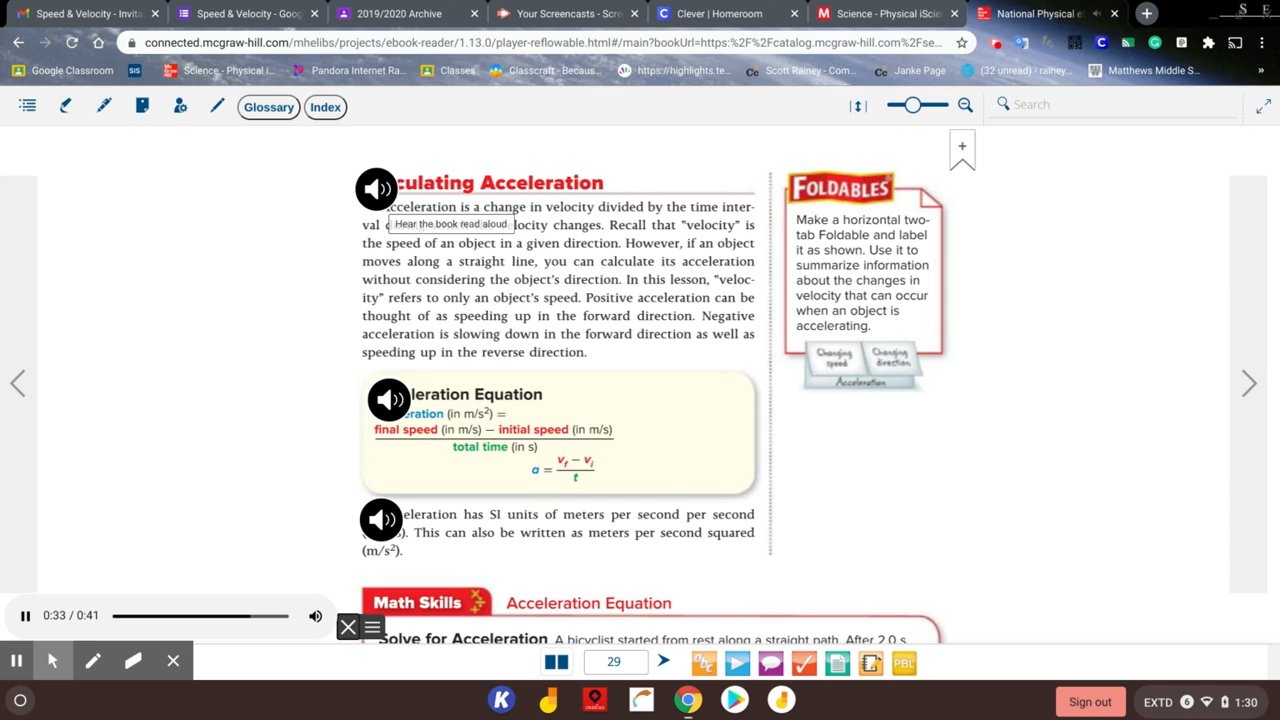 Speed & Velocity - Invita
Speed & Velocity - Goog
2019/2020 Archive
Your Screencasts - Scre
Clever | Homeroom
Science - Physical iScien
National Physical eS
S E
connected.mcgraw-hill.com/mhelibs/projects/ebook-reader/1.13.0/player-reflowable.html#/main?bookUrl=https:%2F%2Fcatalog.mcgraw-hill.com%2Fse...
Google Classroom
SIS
Science - Physical i...
Pandora Internet Ra...
Classes
Classcraft - Becaus...
https://highlights.te...
Scott Rainey - Com...
Janke Page
(32 unread) - rainey...
Matthews Middle S...
»
Glossary
Index
Search
culating Acceleration
cceleration is a change in velocity divided by the time inter-
Hear the book read aloud
val locity changes. Recall that "velocity" is
the speed of an object in a given direction. However, if an object
moves along a straight line, you can calculate its acceleration
without considering the object's direction. In this lesson, "veloc-
ity" refers to only an object's speed. Positive acceleration can be
thought of as speeding up in the forward direction. Negative
acceleration is slowing down in the forward direction as well as
speeding up in the reverse direction.
leration Equation
eration (in m/s²) =
final speed (in m/s) − initial speed (in m/s)
total time (in s)
a = vf − vi
t
eleration has SI units of meters per second per second
s). This can also be written as meters per second squared
(m/s²).
FOLDABLES
Make a horizontal two-
tab Foldable and label
it as shown. Use it to
summarize information
about the changes in
velocity that can occur
when an object is
accelerating.
Changing speed
Changing direction
Acceleration
Math Skills
Acceleration Equation
Solve for Acceleration A bicyclist started from rest along a straight path. After 2.0 s,
0:33 / 0:41
29
ABC
PBL
K
Sign out
EXTD 6 1:30